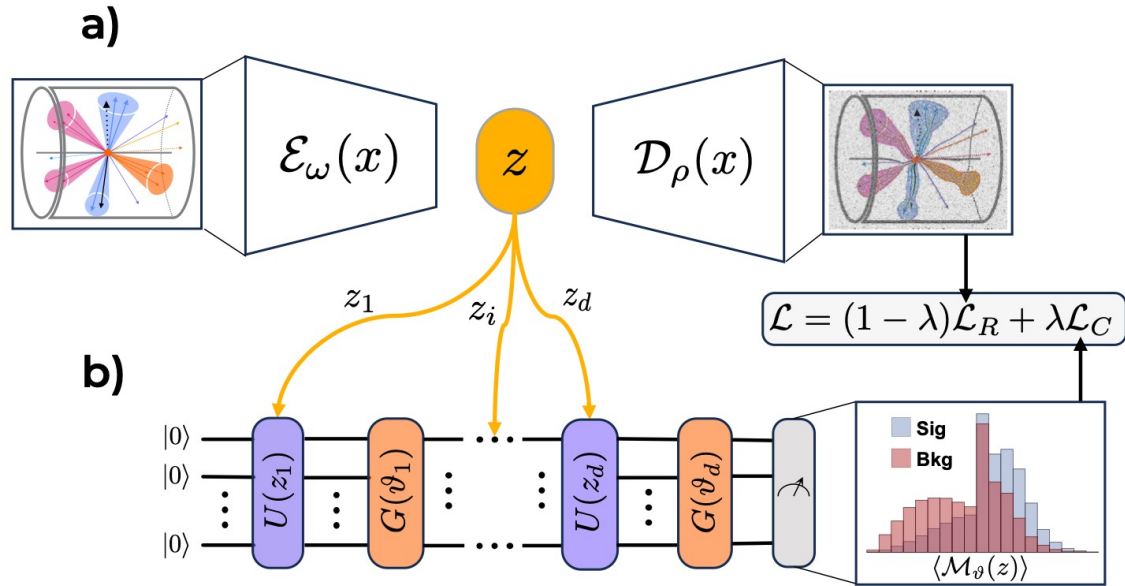 a)
ℰ_ω(x)
z
𝒟_ρ(x)
z_1
z_i
z_d
ℒ = (1 − λ)ℒ_R + λℒ_C
b)
|0⟩
|0⟩
|0⟩
U(z_1)
G(ϑ_1)
U(z_d)
G(ϑ_d)
Sig
Bkg
⟨ℳ_ϑ(z)⟩